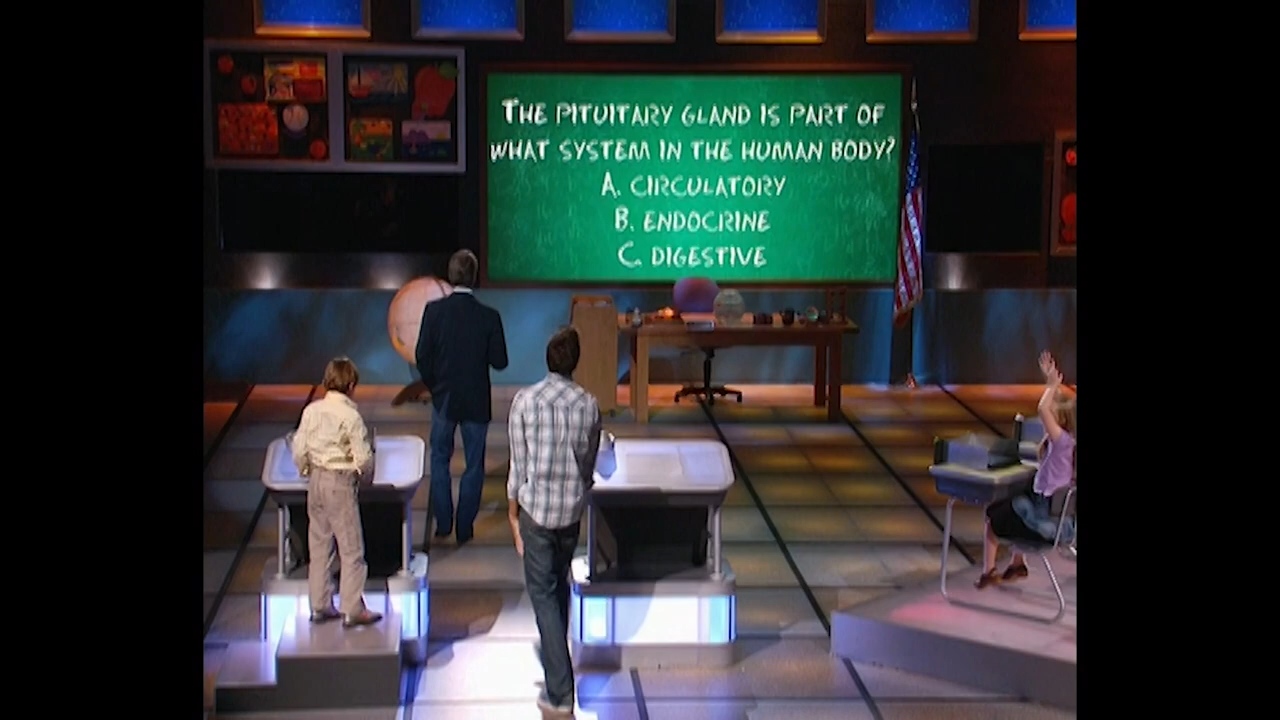 THE PITUITARY GLAND IS PART OF
WHAT SYSTEM IN THE HUMAN BODY?
A. CIRCULATORY
B. ENDOCRINE
C. DIGESTIVE